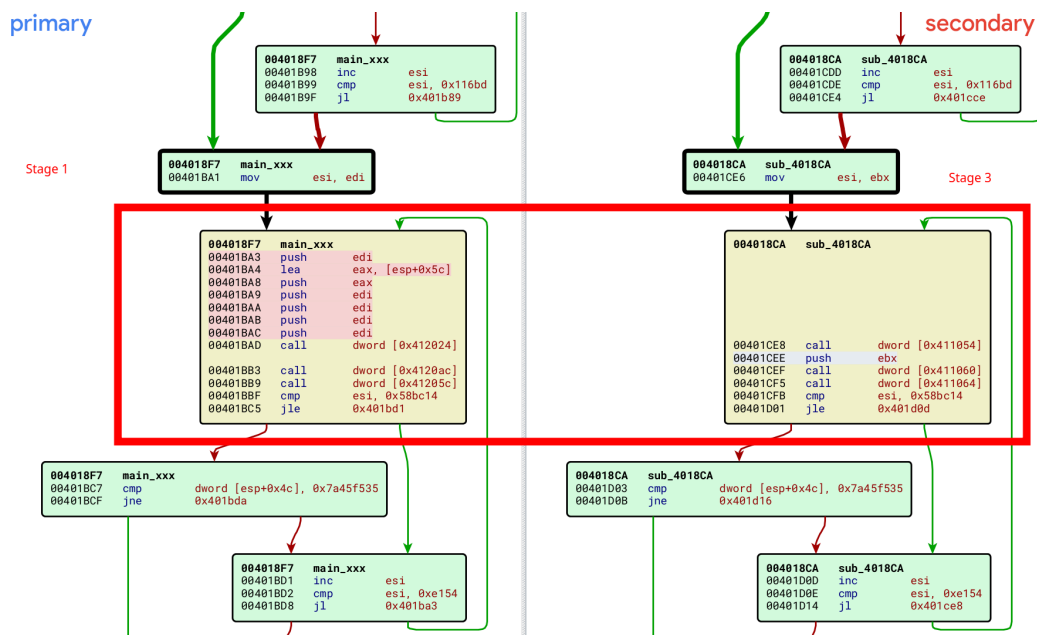 primary
004018F7 main_xxx
00401B98 inc esi
00401B99 cmp esi, 0x116bd
00401B9F jl 0x401b89
004018F7 main_xxx
00401BA1 mov esi, edi
Stage 1
004018F7 main_xxx
00401BA3 push edi
00401BA4 lea eax, [esp+0x5c]
00401BA8 push eax
00401BA9 push edi
00401BAA push edi
00401BAB push edi
00401BAC push edi
00401BAD call dword [0x412024]
00401BB3 call dword [0x4120ac]
00401BB9 call dword [0x41205c]
00401BBF cmp esi, 0x58bc14
00401BC5 jle 0x401bd1
004018F7 main_xxx
00401BC7 cmp dword [esp+0x4c], 0x7a45f535
00401BCF jne 0x401bda
004018F7 main_xxx
00401BD1 inc esi
00401BD2 cmp esi, 0xe154
00401BD8 jl 0x401ba3
secondary
004018CA sub_4018CA
00401CDD inc esi
00401CDE cmp esi, 0x116bd
00401CE4 jl 0x401cce
004018CA sub_4018CA
00401CE6 mov esi, ebx
Stage 3
004018CA sub_4018CA
00401CE8 call dword [0x411054]
00401CEE push ebx
00401CEF call dword [0x411060]
00401CF5 call dword [0x411064]
00401CFB cmp esi, 0x58bc14
00401D01 jle 0x401d0d
004018CA sub_4018CA
00401D03 cmp dword [esp+0x4c], 0x7a45f535
00401D0B jne 0x401d16
004018CA sub_4018CA
00401D0D inc esi
00401D0E cmp esi, 0xe154
00401D14 jl 0x401ce8